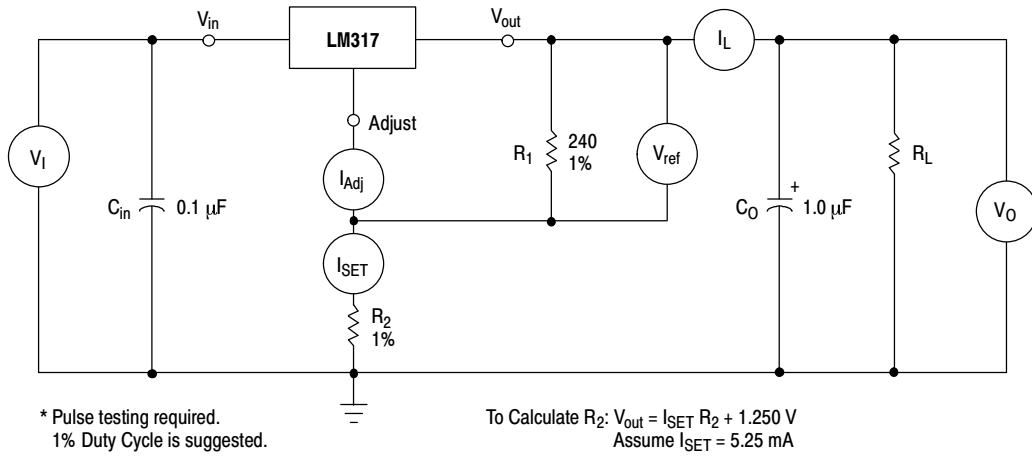 Vin
LM317
Vout
IL
Adjust
VI
R1
240
1%
Vref
RL
IAdj
Cin
0.1 μF
CO
+
1.0 μF
VO
ISET
R2
1%
* Pulse testing required.
1% Duty Cycle is suggested.
To Calculate R2: Vout = ISET R2 + 1.250 V
Assume ISET = 5.25 mA